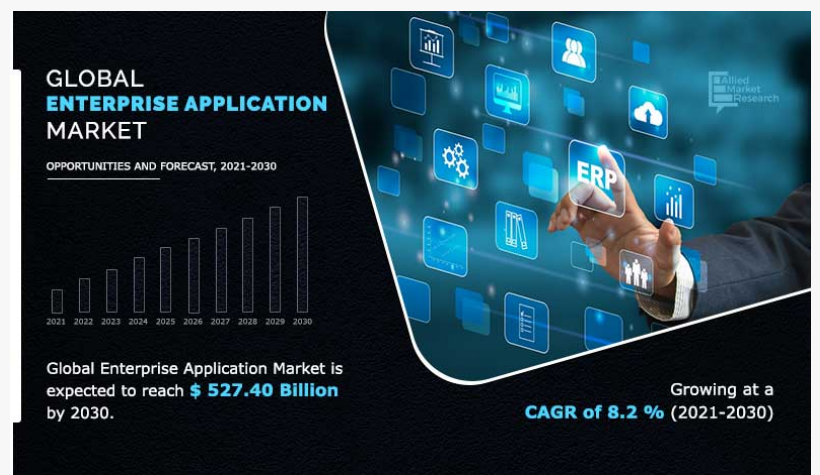 GLOBAL
ENTERPRISE APPLICATION
MARKET
OPPORTUNITIES AND FORECAST, 2021-2030
2021 2022 2023 2024 2025 2026 2027 2028 2029 2030
Global Enterprise Application Market is
expected to reach $ 527.40 Billion
by 2030.
Allied
Market
Research
ERP
Growing at a
CAGR of 8.2 % (2021-2030)